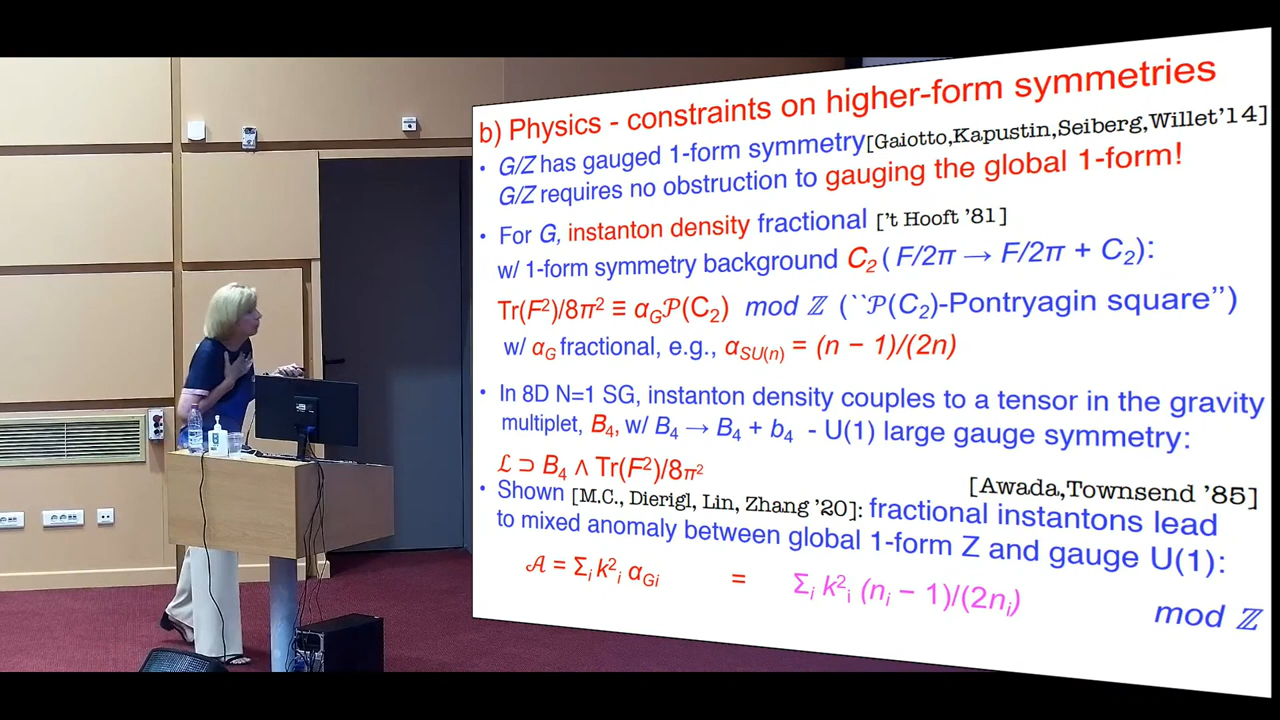 b) Physics - constraints on higher-form symmetries
• G/Z has gauged 1-form symmetry[Gaiotto,Kapustin,Seiberg,Willet'14]
G/Z requires no obstruction to gauging the global 1-form!
• For G, instanton density fractional ['t Hooft '81]
w/ 1-form symmetry background C₂ ( F/2π → F/2π + C₂):
Tr(F²)/8π² ≡ α_G𝒫(C₂) mod ℤ (``𝒫(C₂)-Pontryagin square'')
w/ α_G fractional, e.g., α_SU(n) = (n − 1)/(2n)
• In 8D N=1 SG, instanton density couples to a tensor in the gravity
multiplet, B₄, w/ B₄ → B₄ + b₄ - U(1) large gauge symmetry:
ℒ ⊃ B₄ ∧ Tr(F²)/8π²
[Awada,Townsend '85]
• Shown [M.C., Dierigl, Lin, Zhang '20]: fractional instantons lead
to mixed anomaly between global 1-form Z and gauge U(1):
𝒜 = Σᵢ k²ᵢ α_Gi = Σᵢ k²ᵢ (nᵢ − 1)/(2nᵢ) mod ℤ